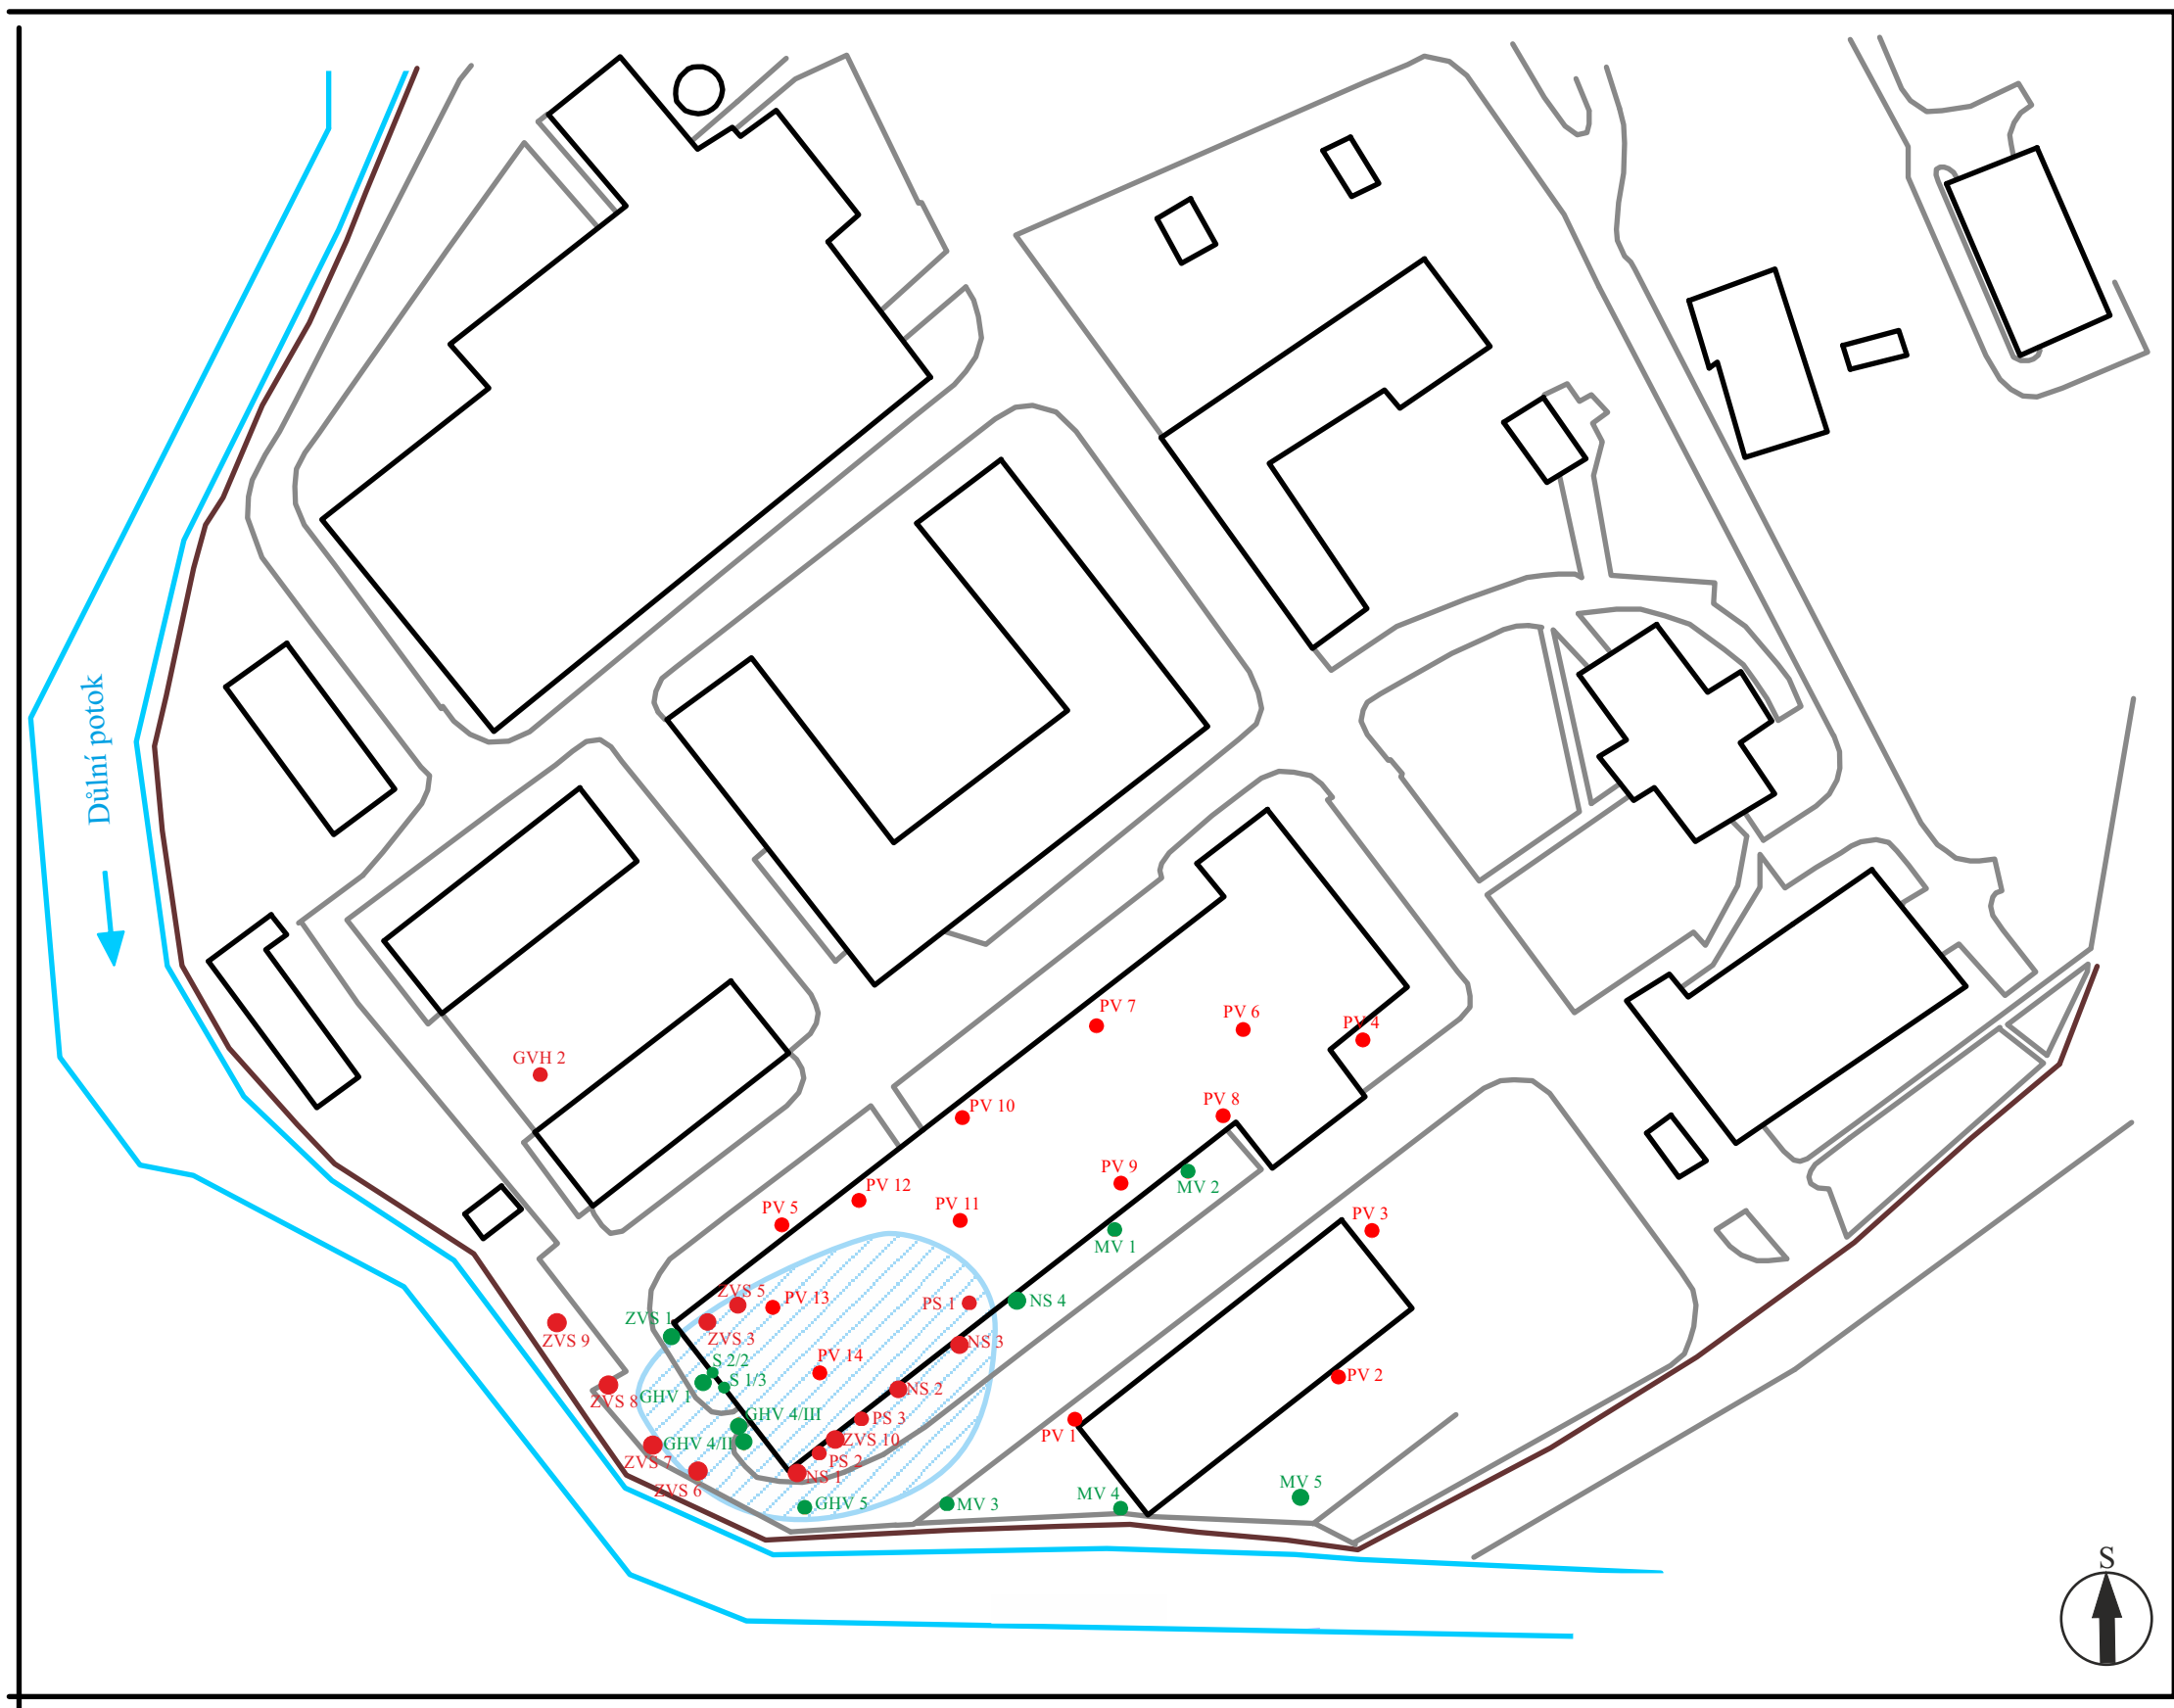 Důlní potok
PV 7
PV 6
PV 4
GVH 2
PV 10
PV 8
PV 9
MV 2
PV 12
PV 5
PV 11
PV 3
MV 1
ZVS 5
PV 13
PS 1
NS 4
ZVS 1
ZVS 9
ZVS 3
NS 3
PV 14
S 2/2
S 1/3
NS 2
PV 2
ZVS 8
GHV 1
GHV 4/III
PS 3
PV 1
GHV 4/II
ZVS 10
ZVS 7
PS 2
NS 1
ZVS 6
GHV 5
MV 3
MV 4
MV 5
S